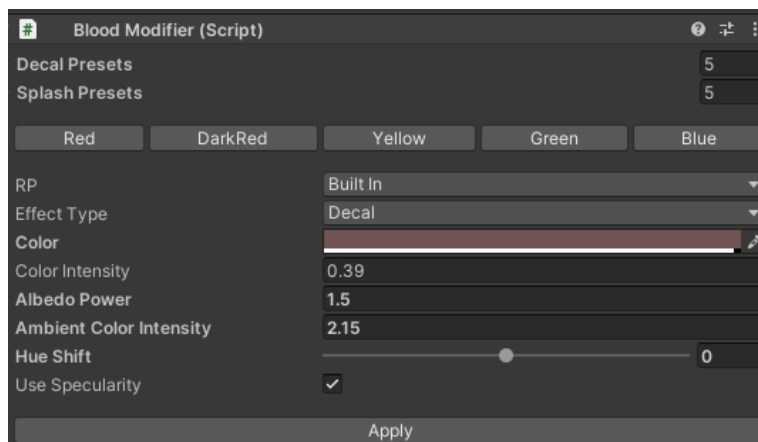 # Blood Modifier (Script)
Decal Presets 5
Splash Presets 5
Red DarkRed Yellow Green Blue
RP Built In
Effect Type Decal
Color
Color Intensity 0.39
Albedo Power 1.5
Ambient Color Intensity 2.15
Hue Shift 0
Use Specularity
Apply